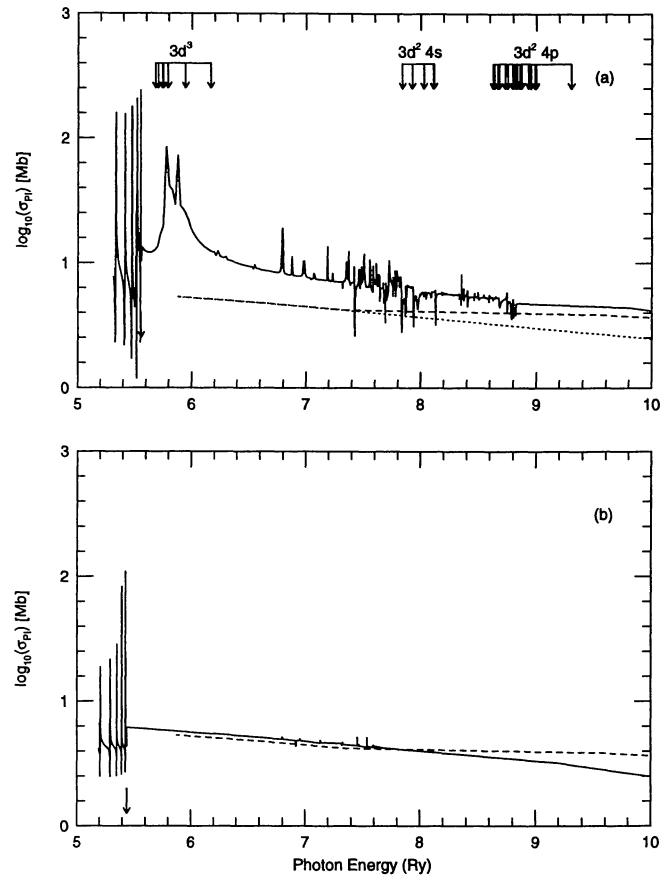 3
3d³
3d² 4s
3d² 4p
(a)
2
log₁₀(σPI) [Mb]
1
0
5 6 7 8 9 10
3
(b)
2
log₁₀(σPI) [Mb]
1
0
5 6 7 8 9 10
Photon Energy (Ry)